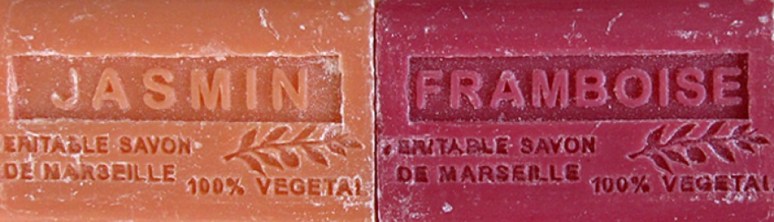 JASMIN
ERITABLE SAVON
DE MARSEILLE
100% VEGETAL
FRAMBOISE
ERITABLE SAVON
DE MARSEILLE
100% VEGETAL